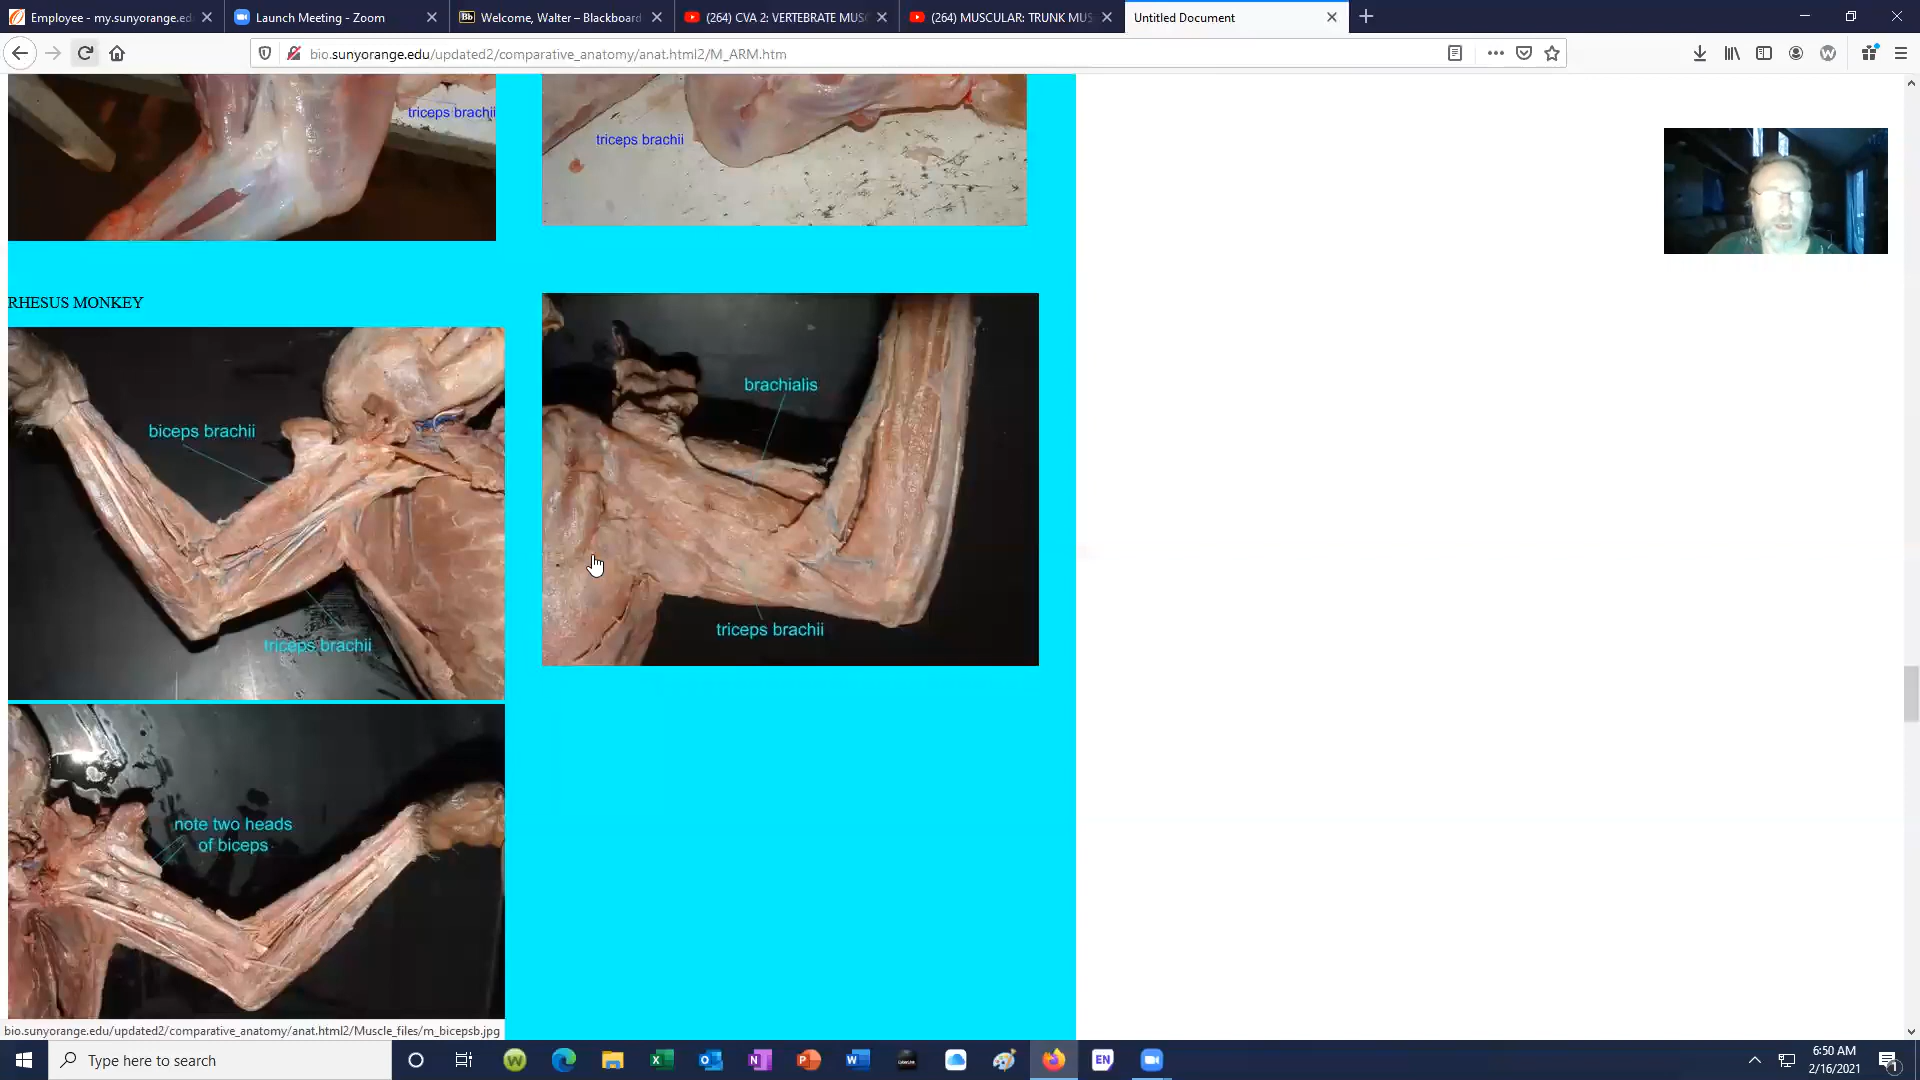 Employee - my.sunyorange.ed
Launch Meeting - Zoom
Bb
Welcome, Walter – Blackboard
(264) CVA 2: VERTEBRATE MUS
(264) MUSCULAR: TRUNK MUS
Untitled Document
bio.sunyorange.edu/updated2/comparative_anatomy/anat.html2/M_ARM.htm
triceps brachii
triceps brachii
RHESUS MONKEY
biceps brachii
triceps brachii
brachialis
triceps brachii
note two heads
of biceps
bio.sunyorange.edu/updated2/comparative_anatomy/anat.html2/Muscle_files/m_bicepsb.jpg
Type here to search
EN
6:50 AM
2/16/2021
1